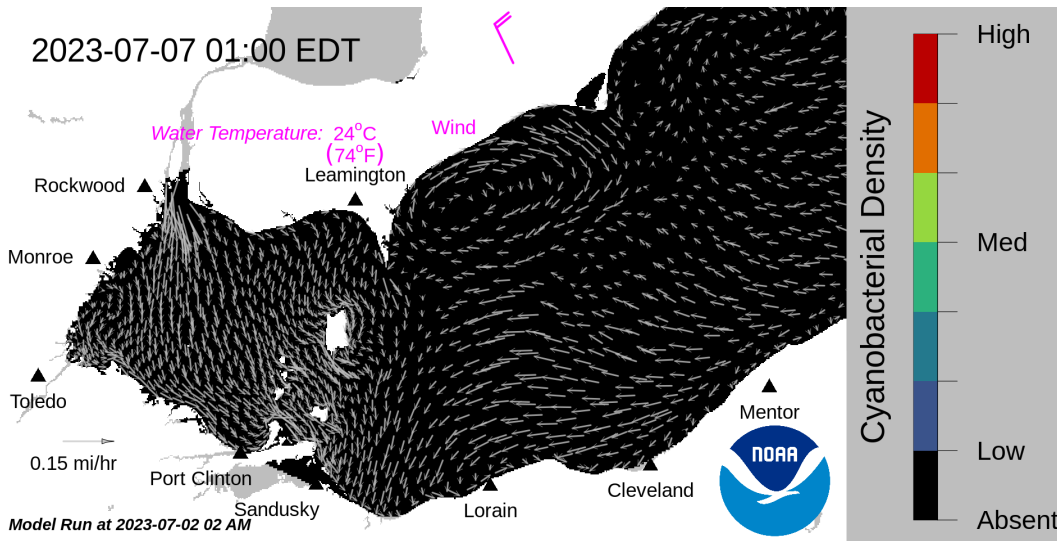 2023-07-07 01:00 EDT
High
Wind
Water Temperature: 24°C
(74°F)
Leamington
Rockwood
Monroe
Med
Cyanobacterial Density
Toledo
Mentor
0.15 mi/hr
NOAA
Port Clinton
Low
Cleveland
Sandusky
Lorain
Model Run at 2023-07-02 02 AM
Absent